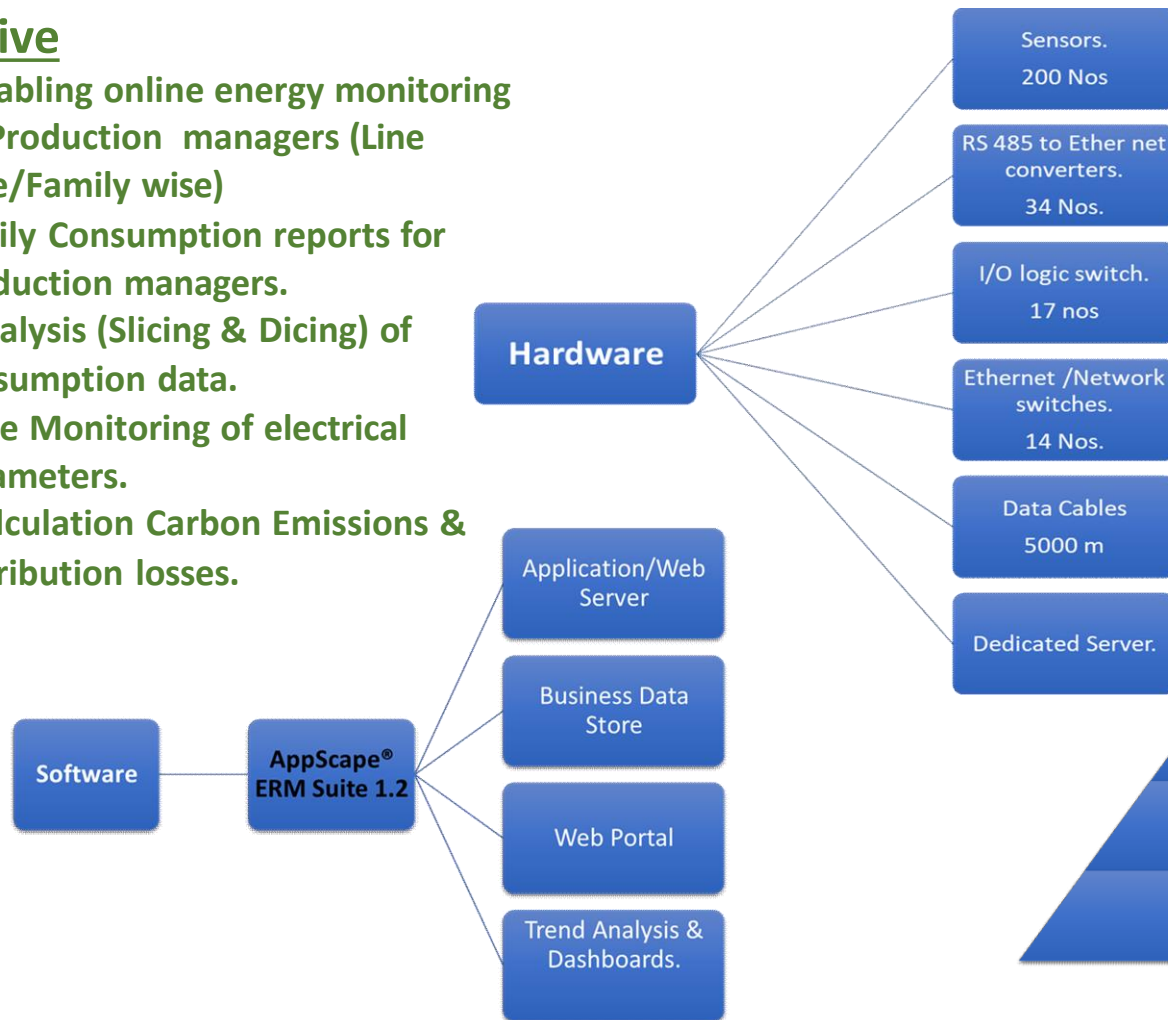 ive
abling online energy monitoring
Production managers (Line
e/Family wise)
ily Consumption reports for
duction managers.
alysis (Slicing & Dicing) of
sumption data.
e Monitoring of electrical
ameters.
lculation Carbon Emissions &
ribution losses.
Hardware
Sensors.
200 Nos
RS 485 to Ether net
converters.
34 Nos.
I/O logic switch.
17 nos
Ethernet /Network
switches.
14 Nos.
Data Cables
5000 m
Dedicated Server.
Software
AppScape®
ERM Suite 1.2
Application/Web
Server
Business Data
Store
Web Portal
Trend Analysis &
Dashboards.